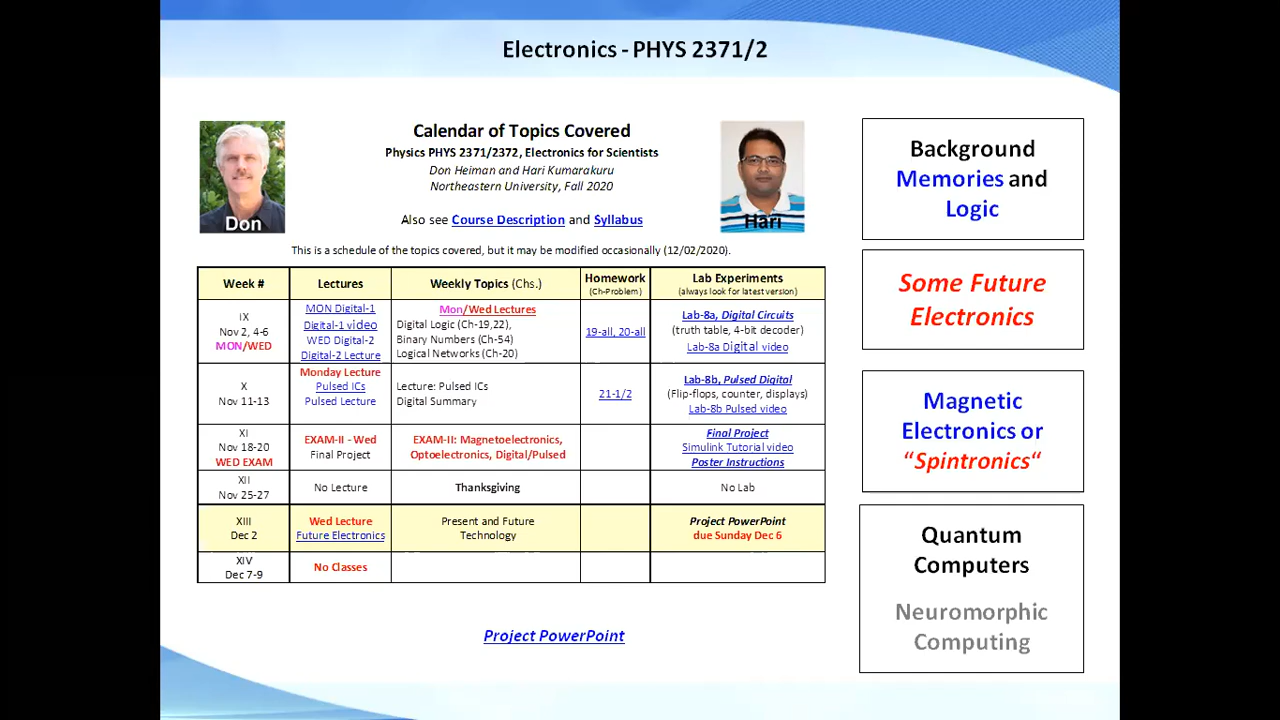 Electronics - PHYS 2371/2
Don
Calendar of Topics Covered
Physics PHYS 2371/2372, Electronics for Scientists
Don Heiman and Hari Kumarakuru
Northeastern University, Fall 2020
Also see Course Description and Syllabus
Hari
This is a schedule of the topics covered, but it may be modified occasionally (12/02/2020).
Week #
Lectures
Weekly Topics (Chs.)
Homework
(Ch-Problem)
Lab Experiments
(always look for latest version)
IX
Nov 2, 4-6
MON/WED
MON Digital-1
Digital-1 video
WED Digital-2
Digital-2 Lecture
Mon/Wed Lectures
Digital Logic (Ch-19,22),
Binary Numbers (Ch-54)
Logical Networks (Ch-20)
19-all, 20-all
Lab-8a, Digital Circuits
(truth table, 4-bit decoder)
Lab-8a Digital video
X
Nov 11-13
Monday Lecture
Pulsed ICs
Pulsed Lecture
Lecture: Pulsed ICs
Digital Summary
21-1/2
Lab-8b, Pulsed Digital
(Flip-flops, counter, displays)
Lab-8b Pulsed video
XI
Nov 18-20
WED EXAM
EXAM-II - Wed
Final Project
EXAM-II: Magnetoelectronics,
Optoelectronics, Digital/Pulsed
Final Project
Simulink Tutorial video
Poster Instructions
XII
Nov 25-27
No Lecture
Thanksgiving
No Lab
XIII
Dec 2
Wed Lecture
Future Electronics
Present and Future
Technology
Project PowerPoint
due Sunday Dec 6
XIV
Dec 7-9
No Classes
Project PowerPoint
Background
Memories and
Logic
Some Future
Electronics
Magnetic
Electronics or
“Spintronics“
Quantum
Computers
Neuromorphic
Computing